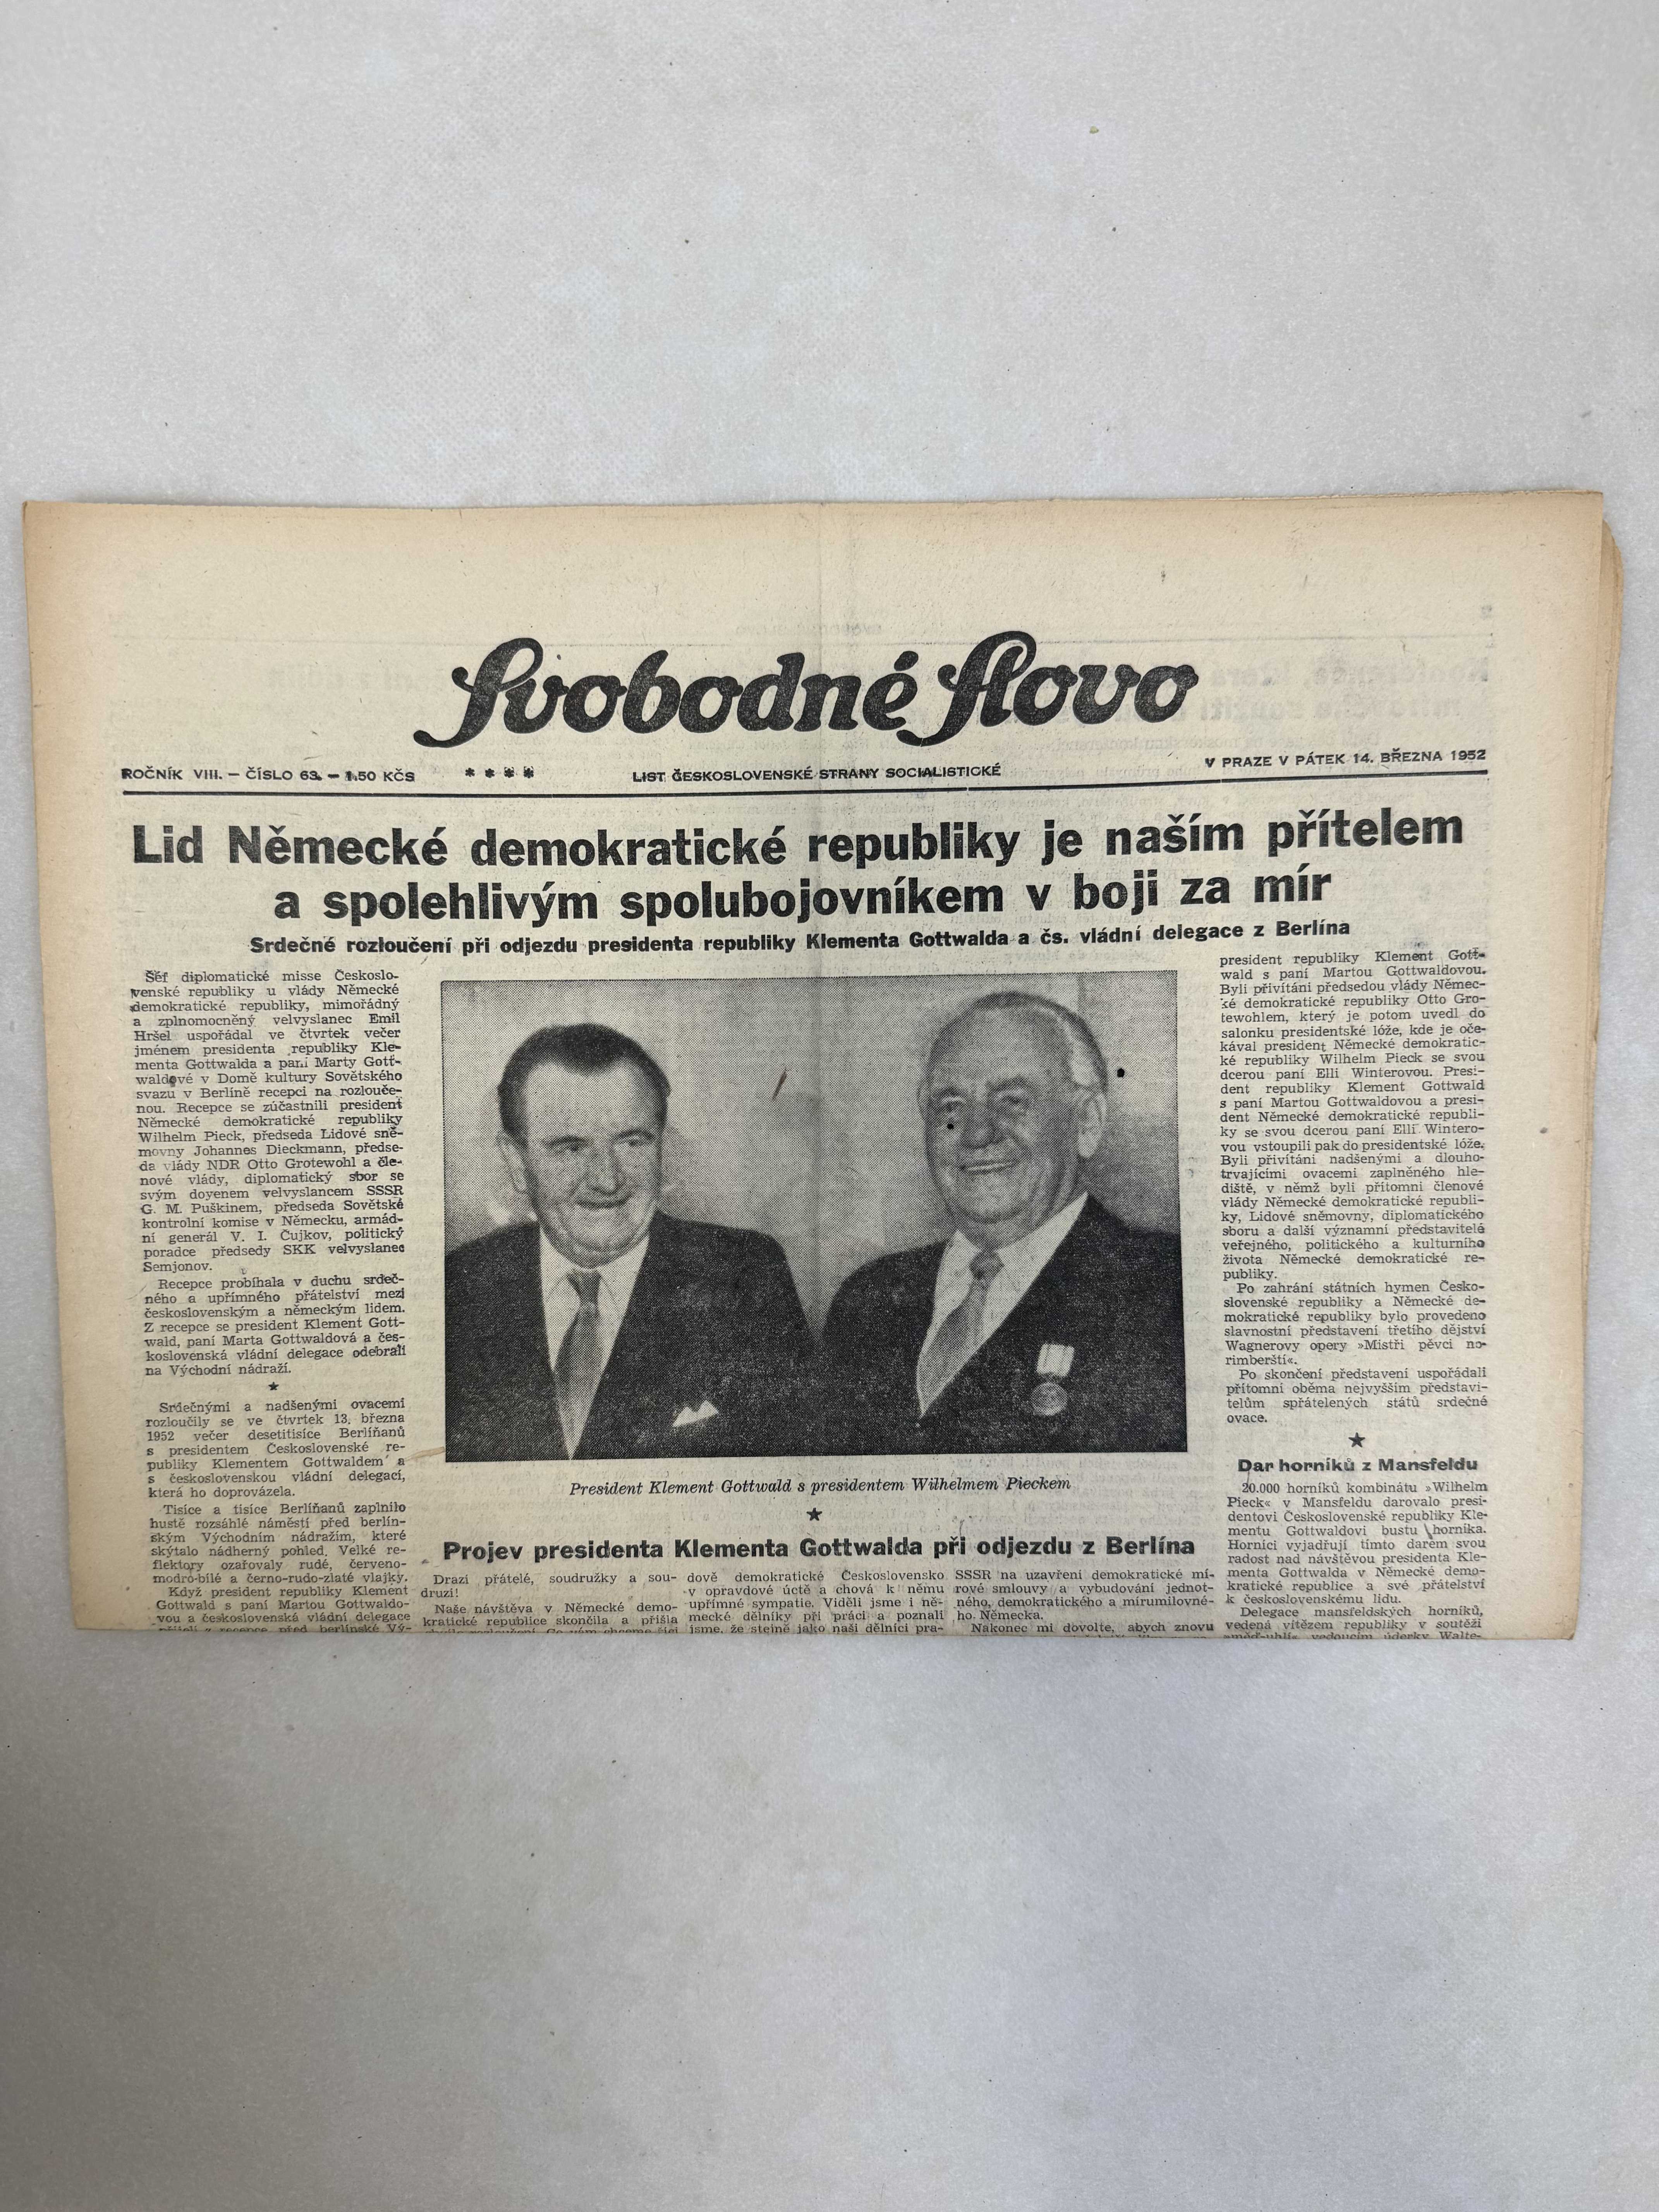 Svobodné Slovo
ROČNÍK VIII. — ČÍSLO 63. — 1.50 KČS
* * * *
LIST ČESKOSLOVENSKÉ STRANY SOCIALISTICKÉ
V PRAZE V PÁTEK 14. BŘEZNA 1952
Lid Německé demokratické republiky je naším přítelem
a spolehlivým spolubojovníkem v boji za mír
Srdečné rozloučení při odjezdu presidenta republiky Klementa Gottwalda a čs. vládní delegace z Berlína
Šéf diplomatické misse Českoslo-
venské republiky u vlády Německé
demokratické republiky, mimořádný
a zplnomocněný velvyslanec Emil
Hršel uspořádal ve čtvrtek večer
jménem presidenta republiky Kle-
menta Gottwalda a paní Marty Gott-
waldové v Domě kultury Sovětského
svazu v Berlíně recepci na rozlouče-
nou. Recepce se zúčastnili president
Německé demokratické republiky
Wilhelm Pieck, předseda Lidové sně-
movny Johannes Dieckmann, předse-
da vlády NDR Otto Grotewohl a čle-
nové vlády, diplomatický sbor se
svým doyenem velvyslancem SSSR
G. M. Puškinem, předseda Sovětské
kontrolní komise v Německu, armád-
ní generál V. I. Čujkov, politický
poradce předsedy SKK velvyslanec
Semjonov.
Recepce probíhala v duchu srdeč-
ného a upřímného přátelství mezi
československým a německým lidem.
Z recepce se president Klement Gott-
wald, paní Marta Gottwaldová a čes-
koslovenská vládní delegace odebrali
na Východní nádraží.
★
Srdečnými a nadšenými ovacemi
rozloučily se ve čtvrtek 13. března
1952 večer desetitisíce Berlíňanů
s presidentem Československé re-
publiky Klementem Gottwaldem a
s československou vládní delegací,
která ho doprovázela.
Tisíce a tisíce Berlíňanů zaplnilo
hustě rozsáhlé náměstí před berlín-
ským Východním nádražím, které
skýtalo nádherný pohled. Velké re-
flektory ozařovaly rudé, červeno-
modro-bílé a černo-rudo-zlaté vlajky.
Když president republiky Klement
Gottwald s paní Martou Gottwaldo-
vou a československá vládní delegace
přijeli z recepce před berlínské Vý-
President Klement Gottwald s presidentem Wilhelmem Pieckem
★
Projev presidenta Klementa Gottwalda při odjezdu z Berlína
Drazí přátelé, soudružky a sou-
druzi!
Naše návštěva v Německé demo-
kratické republice skončila a přišla
dově demokratické Československo
v opravdové úctě a chová k němu
upřímné sympatie. Viděli jsme i ně-
mecké dělníky při práci a poznali
jsme, že stejně jako naši dělníci pra-
SSSR na uzavření demokratické mí-
rové smlouvy a vybudování jednot-
ného, demokratického a mírumilovné-
ho Německa.
Nakonec mi dovolte, abych znovu
president republiky Klement Gott-
wald s paní Martou Gottwaldovou.
Byli přivítáni předsedou vlády Němec-
ké demokratické republiky Otto Gro-
tewohlem, který je potom uvedl do
salonku presidentské lóže, kde je oče-
kával president Německé demokratic-
ké republiky Wilhelm Pieck se svou
dcerou paní Elli Winterovou. Presi-
dent republiky Klement Gottwald
s paní Martou Gottwaldovou a presi-
dent Německé demokratické republi-
ky se svou dcerou paní Elli Wintero-
vou vstoupili pak do presidentské lóže.
Byli přivítáni nadšenými a dlouho-
trvajícími ovacemi zaplněného hle-
diště, v němž byli přítomni členové
vlády Německé demokratické republi-
ky, Lidové sněmovny, diplomatického
sboru a další významní představitelé
veřejného, politického a kulturního
života Německé demokratické re-
publiky.
Po zahrání státních hymen Česko-
slovenské republiky a Německé de-
mokratické republiky bylo provedeno
slavnostní představení třetího dějství
Wagnerovy opery »Mistři pěvci no-
rimberští«.
Po skončení představení uspořádali
přítomní oběma nejvyšším představi-
telům spřátelených států srdečné
ovace.
★
Dar horníků z Mansfeldu
20.000 horníků kombinátu »Wilhelm
Pieck« v Mansfeldu darovalo presi-
dentovi Československé republiky Kle-
mentu Gottwaldovi bustu horníka.
Horníci vyjadřují tímto darem svou
radost nad návštěvou presidenta Kle-
menta Gottwalda v Německé demo-
kratické republice a své přátelství
k československému lidu.
Delegace mansfeldských horníků,
vedená vítězem republiky v soutěži